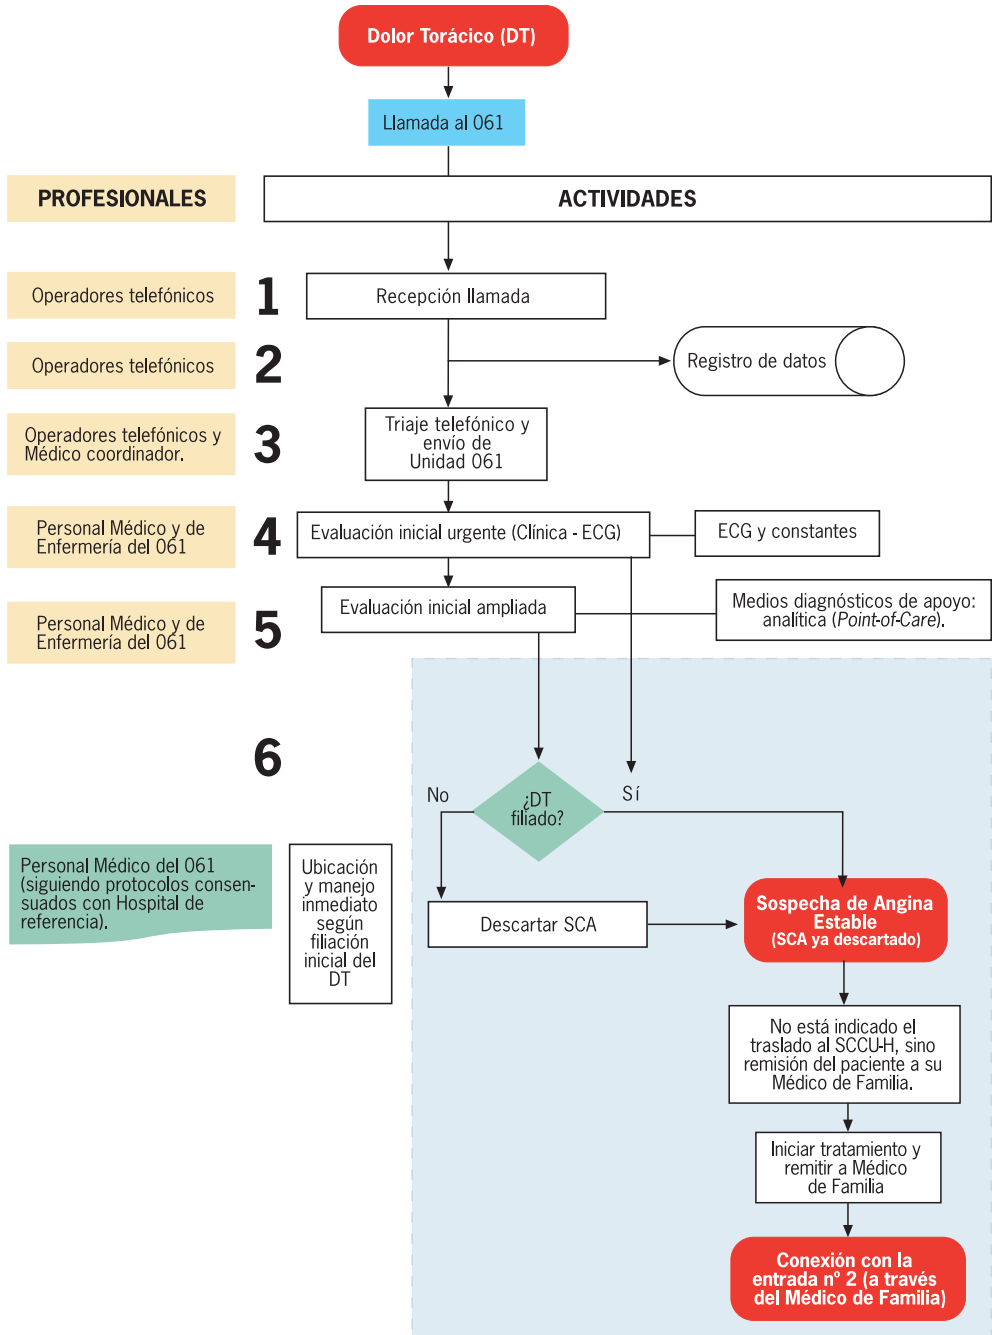 Dolor Torácico (DT)
Llamada al 061
PROFESIONALES
ACTIVIDADES
Operadores telefónicos
1
Recepción llamada
Operadores telefónicos
2
Registro de datos
Operadores telefónicos y
Médico coordinador.
3
Triaje telefónico y
envío de
Unidad 061
Personal Médico y de
Enfermería del 061
4
Evaluación inicial urgente (Clínica - ECG)
ECG y constantes
Personal Médico y de
Enfermería del 061
5
Evaluación inicial ampliada
Medios diagnósticos de apoyo:
analítica (Point-of-Care).
6
No
¿DT
filiado?
Sí
Personal Médico del 061
(siguiendo protocolos consen-
suados con Hospital de
referencia).
Ubicación
y manejo
inmediato
según
filiación
inicial del
DT
Descartar SCA
Sospecha de Angina
Estable
(SCA ya descartado)
No está indicado el
traslado al SCCU-H, sino
remisión del paciente a su
Médico de Familia.
Iniciar tratamiento y
remitir a Médico
de Familia
Conexión con la
entrada nº 2 (a través
del Médico de Familia)